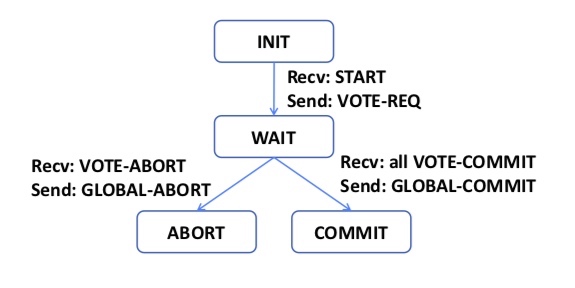 INIT
Recv: START
Send: VOTE-REQ
WAIT
Recv: VOTE-ABORT
Send: GLOBAL-ABORT
Recv: all VOTE-COMMIT
Send: GLOBAL-COMMIT
ABORT
COMMIT